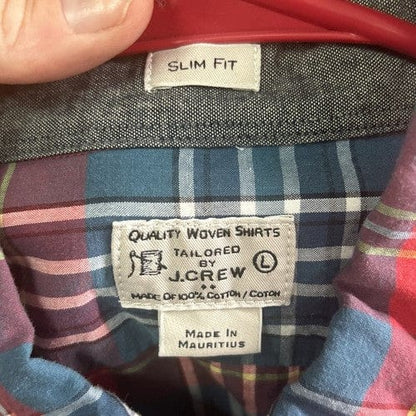 SLIM FIT
QUALITY WOVEN SHIRTS
TAILORED
BY
J.CREW
L
MADE OF 100% COTTON / COTON
MADE IN
MAURITIUS